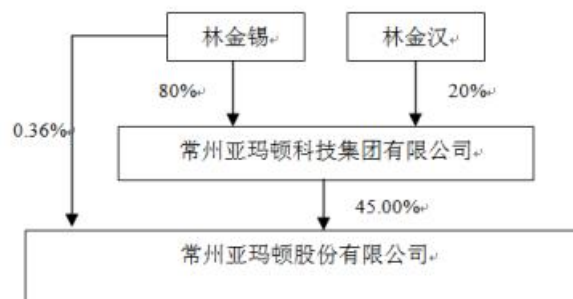 林金锡
林金汉
80%
20%
0.36%
常州亚玛顿科技集团有限公司
45.00%
常州亚玛顿股份有限公司